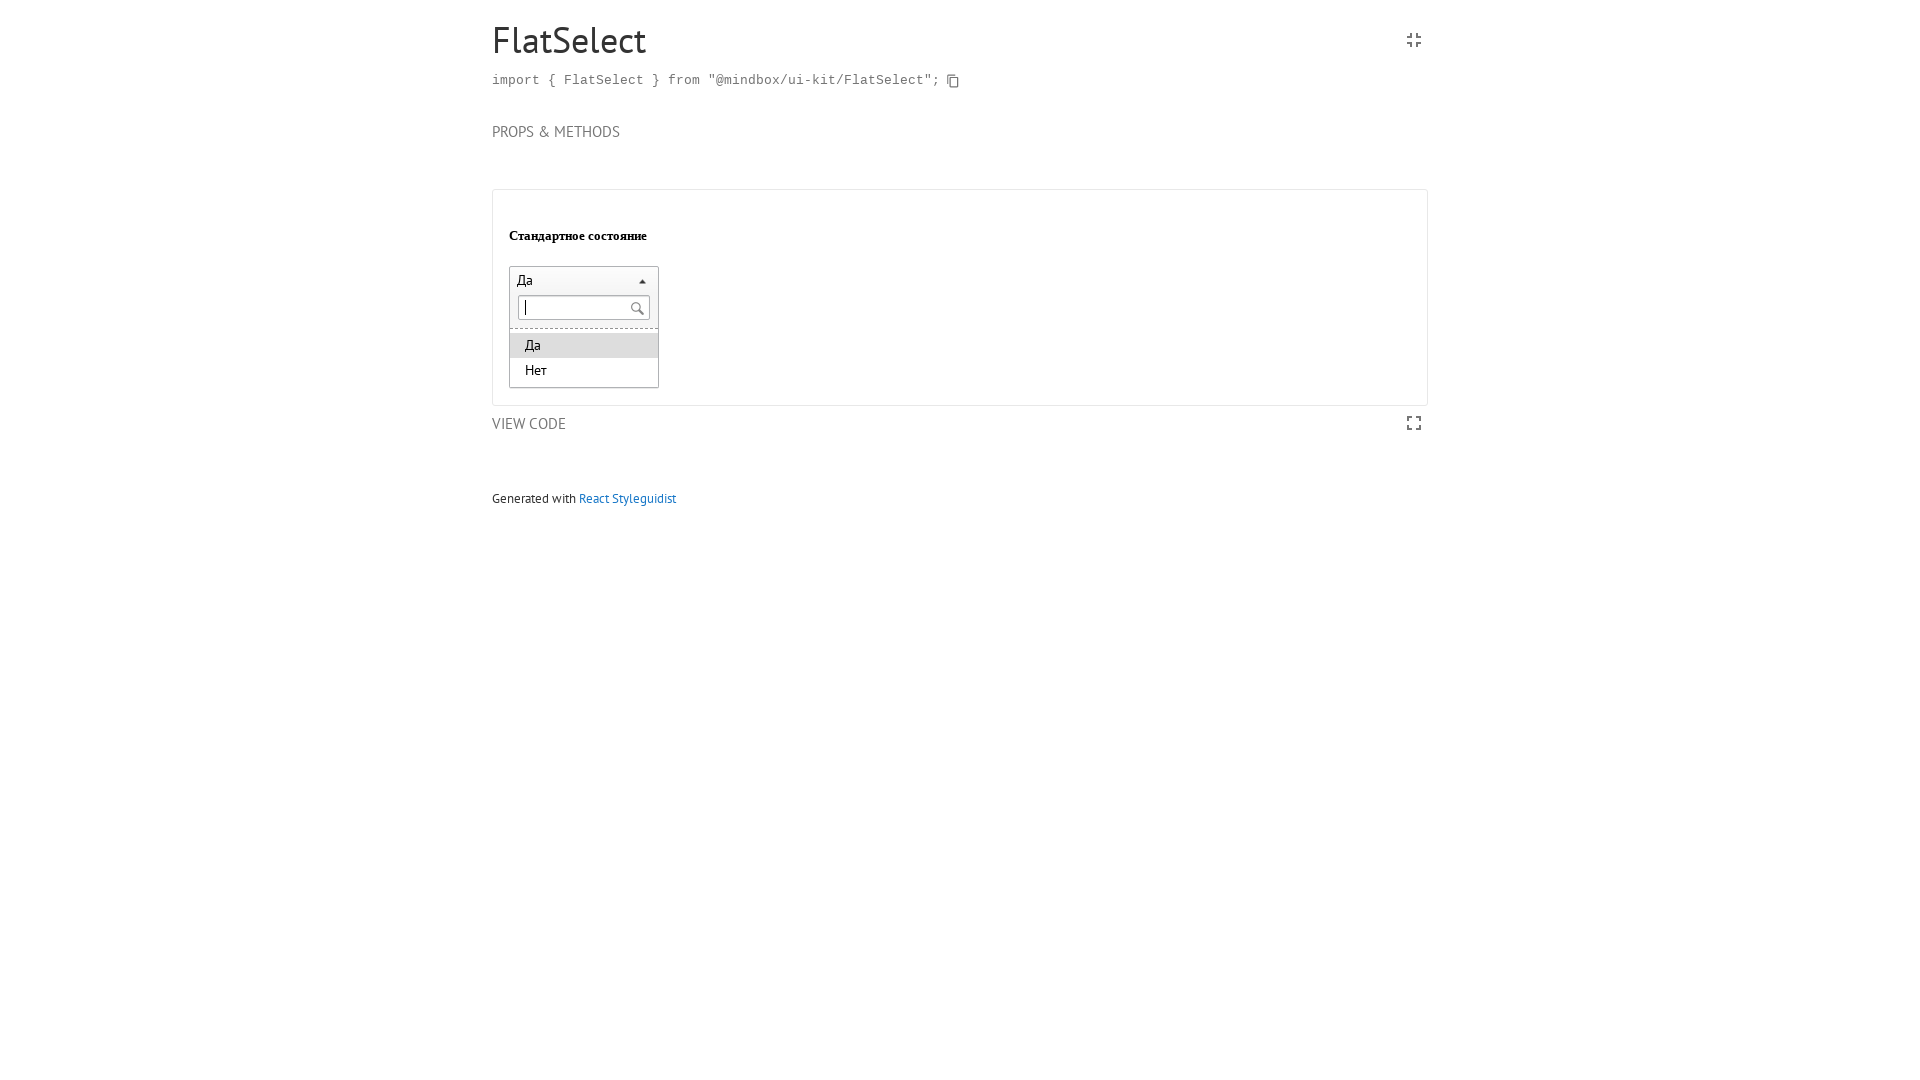 FlatSelect
import { FlatSelect } from "@mindbox/ui-kit/FlatSelect";
PROPS & METHODS
Стандартное состояние
Да
Да
Нет
VIEW CODE
Generated with React Styleguidist